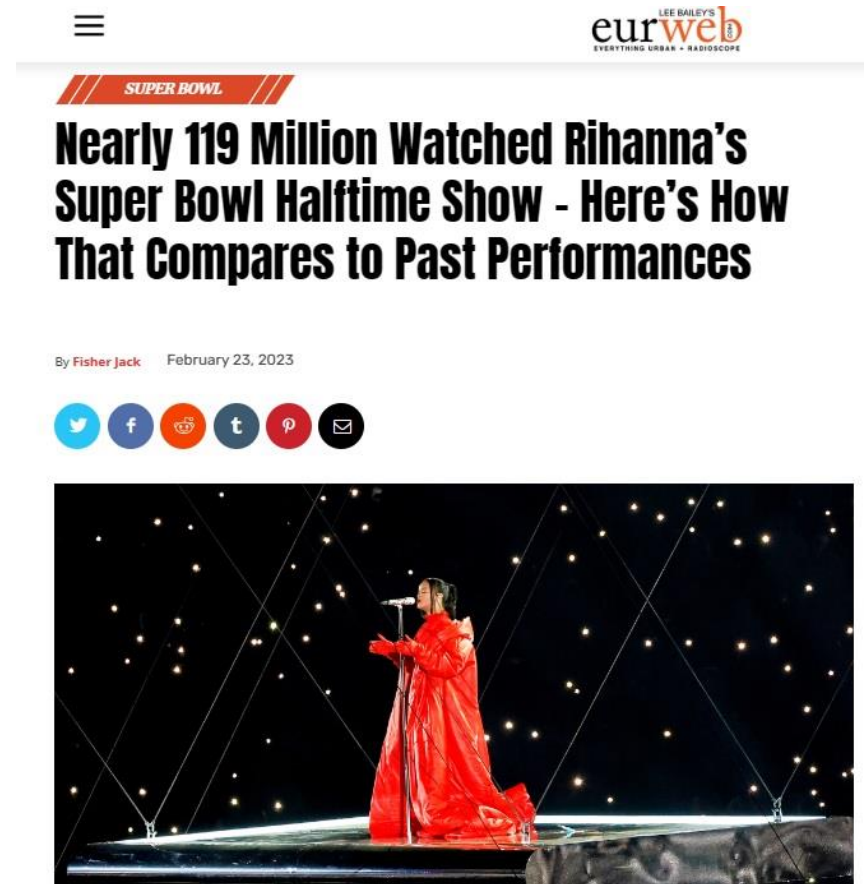 LEE BAILEY'S
eurweb
.COM
EVERYTHING URBAN + RADIOSCOPE
SUPER BOWL
Nearly 119 Million Watched Rihanna’s
Super Bowl Halftime Show – Here’s How
That Compares to Past Performances
By Fisher Jack February 23, 2023